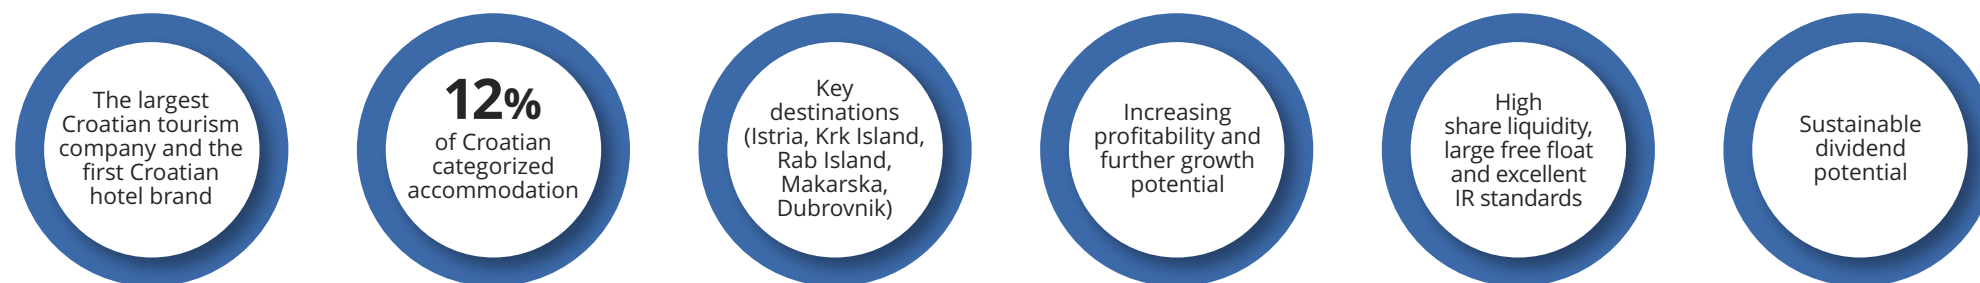 The largest
Croatian tourism
company and the
first Croatian
hotel brand
12%
of Croatian
categorized
accommodation
Key
destinations
(Istria, Krk Island,
Rab Island,
Makarska,
Dubrovnik)
Increasing
profitability and
further growth
potential
High
share liquidity,
large free float
and excellent
IR standards
Sustainable
dividend
potential